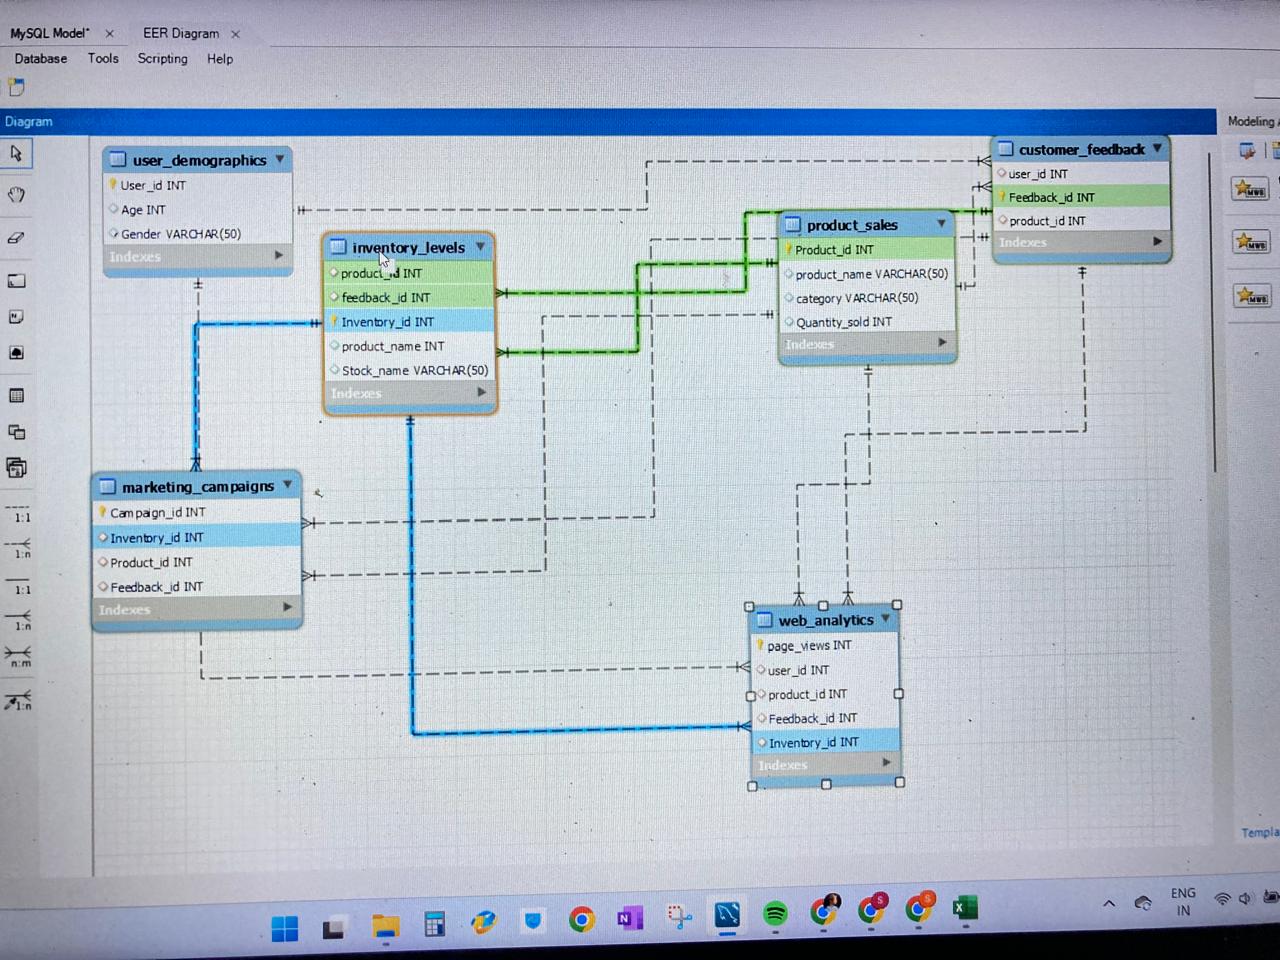 MySQL Model* ×
EER Diagram ×
Database Tools Scripting Help
Diagram
Modeling
user_demographics
User_id INT
Age INT
Gender VARCHAR(50)
Indexes
inventory_levels
product_id INT
feedback_id INT
Inventory_id INT
product_name INT
Stock_name VARCHAR(50)
Indexes
product_sales
Product_id INT
product_name VARCHAR(50)
category VARCHAR(50)
Quantity_sold INT
Indexes
customer_feedback
user_id INT
Feedback_id INT
product_id INT
Indexes
marketing_campaigns
Campaign_id INT
Inventory_id INT
Product_id INT
Feedback_id INT
Indexes
web_analytics
page_views INT
user_id INT
product_id INT
Feedback_id INT
Inventory_id INT
Indexes
1:1
1:n
1:1
1:n
n:m
1:n
MWB
MWB
MWB
Templa
ENG
IN